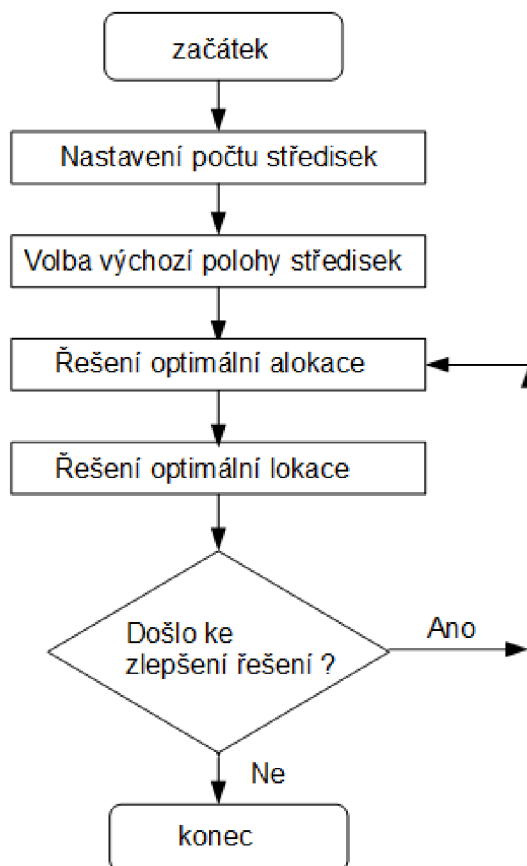 začátek
Nastavení počtu středisek
Volba výchozí polohy středisek
Řešení optimální alokace
Řešení optimální lokace
Došlo ke
zlepšení řešení ?
Ano
Ne
konec